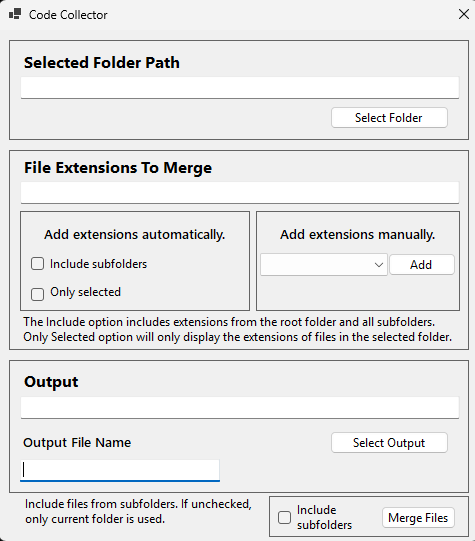 Code Collector
Selected Folder Path
Select Folder
File Extensions To Merge
Add extensions automatically.
Include subfolders
Only selected
Add extensions manually.
Add
The Include option includes extensions from the root folder and all subfolders.
Only Selected option will only display the extensions of files in the selected folder.
Output
Output File Name
Select Output
Include files from subfolders. If unchecked,
only current folder is used.
Include
subfolders
Merge Files